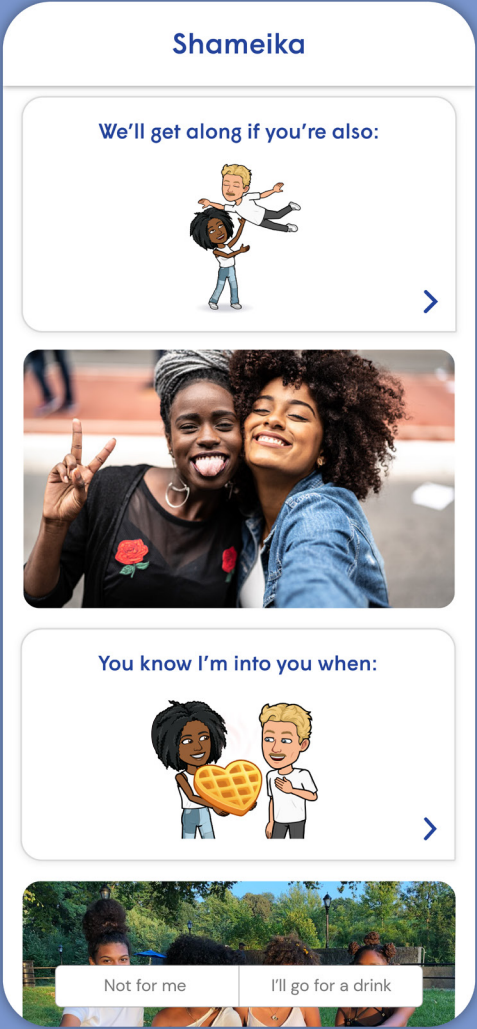 Shameika
We’ll get along if you’re also:
You know I’m into you when:
Not for me
I’ll go for a drink